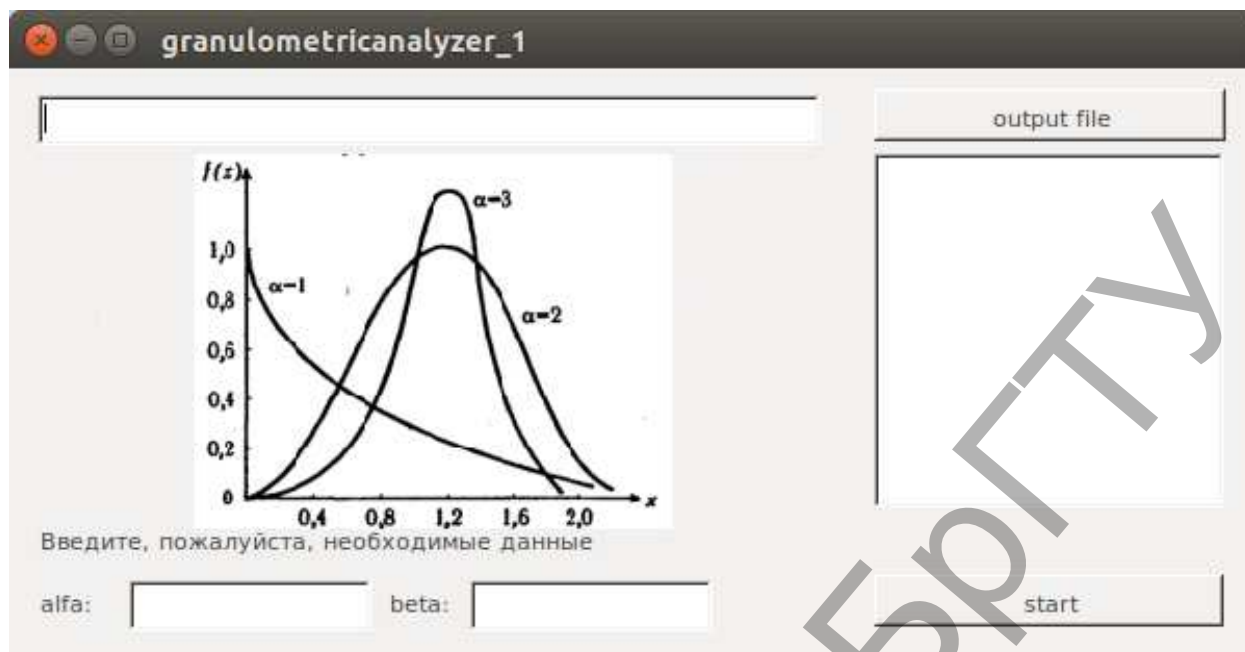 granulometricanalyzer_1
output file
f(x)
α=3
1,0
α=1
0,8
α=2
0,6
0,4
0,2
0
x
0,4 0,8 1,2 1,6 2,0
Введите, пожалуйста, необходимые данные
alfa:
beta:
start
БрГТУ